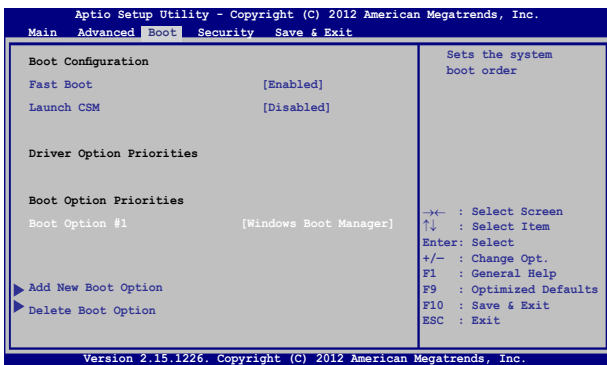 Aptio Setup Utility - Copyright (C) 2012 American Megatrends, Inc.
Main Advanced Boot Security Save & Exit
Boot Configuration
Fast Boot [Enabled]
Launch CSM [Disabled]
Driver Option Priorities
Boot Option Priorities
Boot Option #1 [Windows Boot Manager]
Add New Boot Option
Delete Boot Option
Sets the system
boot order
→← : Select Screen
↑↓ : Select Item
Enter: Select
+/— : Change Opt.
F1 : General Help
F9 : Optimized Defaults
F10 : Save & Exit
ESC : Exit
Version 2.15.1226. Copyright (C) 2012 American Megatrends, Inc.